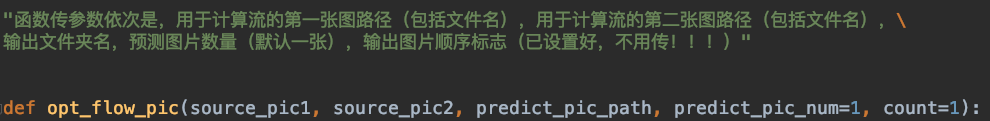 "函数传参数依次是，用于计算流的第一张图路径（包括文件名），用于计算流的第二张图路径（包括文件名），\
输出文件夹名，预测图片数量（默认一张），输出图片顺序标志（已设置好，不用传！！！）"
def opt_flow_pic(source_pic1, source_pic2, predict_pic_path, predict_pic_num=1, count=1):